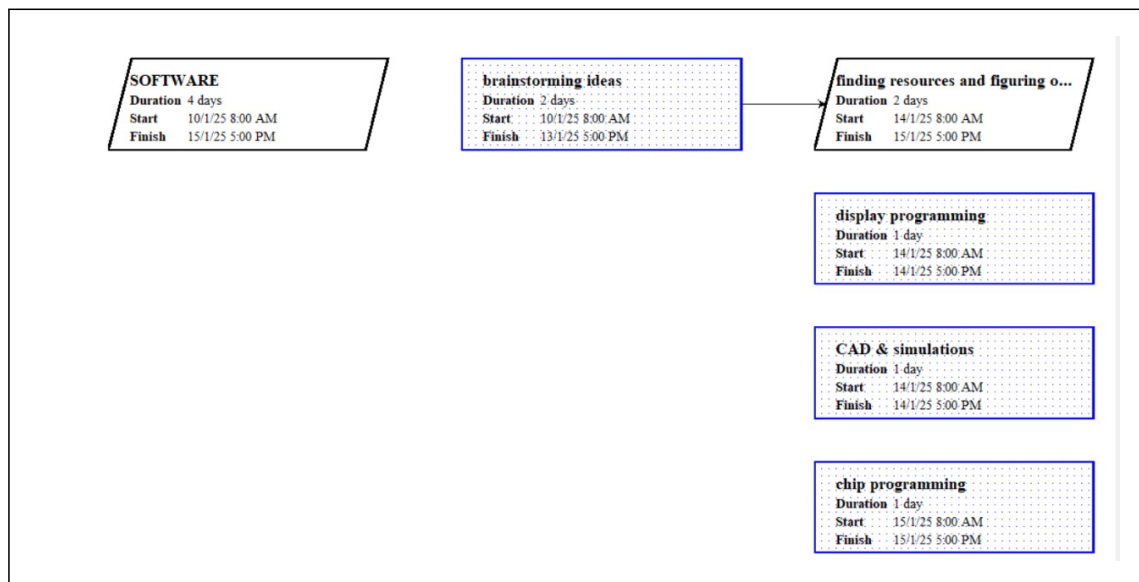 SOFTWARE
Duration 4 days
Start 10/1/25 8:00 AM
Finish 15/1/25 5:00 PM
brainstorming ideas
Duration 2 days
Start 10/1/25 8:00 AM
Finish 13/1/25 5:00 PM
finding resources and figuring o...
Duration 2 days
Start 14/1/25 8:00 AM
Finish 15/1/25 5:00 PM
display programming
Duration 1 day
Start 14/1/25 8:00 AM
Finish 14/1/25 5:00 PM
CAD & simulations
Duration 1 day
Start 14/1/25 8:00 AM
Finish 14/1/25 5:00 PM
chip programming
Duration 1 day
Start 15/1/25 8:00 AM
Finish 15/1/25 5:00 PM